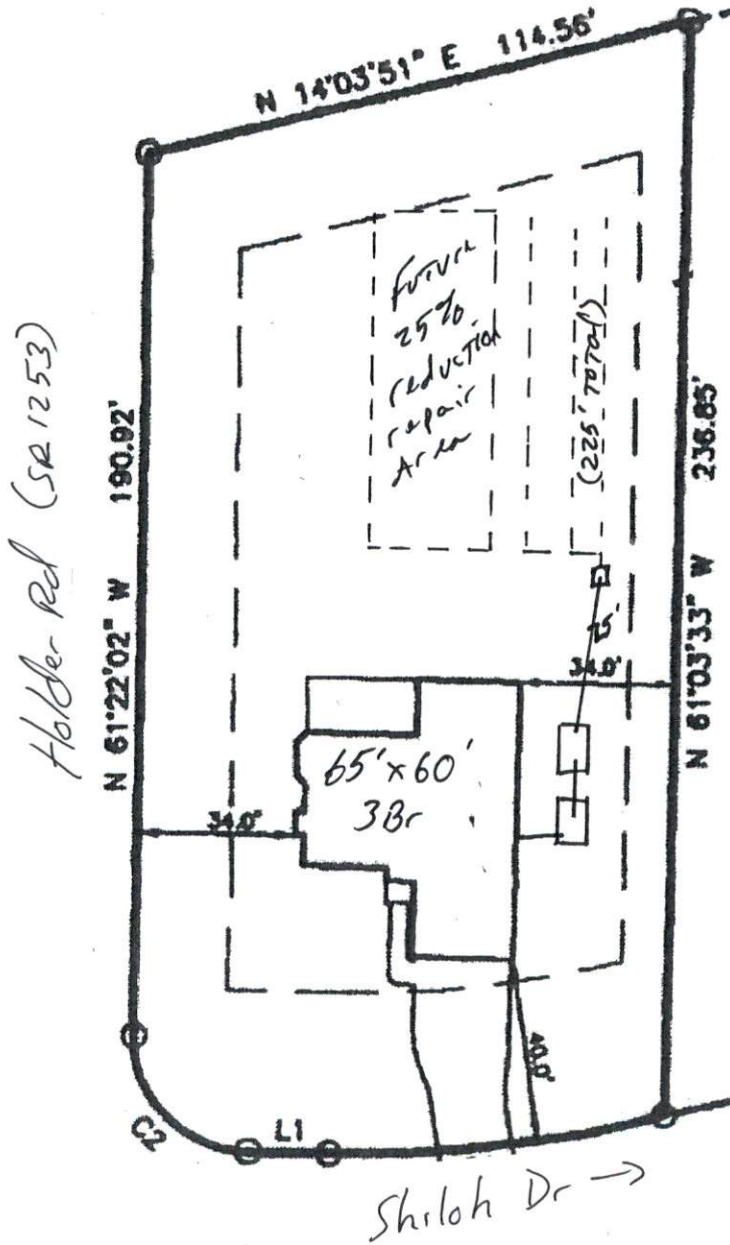 N 14°03'51" E 114.56'
Holder Rd (SR 1253)
N 61°22'02" W 190.92'
Future
25%
reduction
repair
Area
(225' TOTAL)
N 61°03'33" W 236.85'
75'
34.0'
65' x 60'
3Br
34.0'
40.0'
C2
L1
Shiloh Dr →